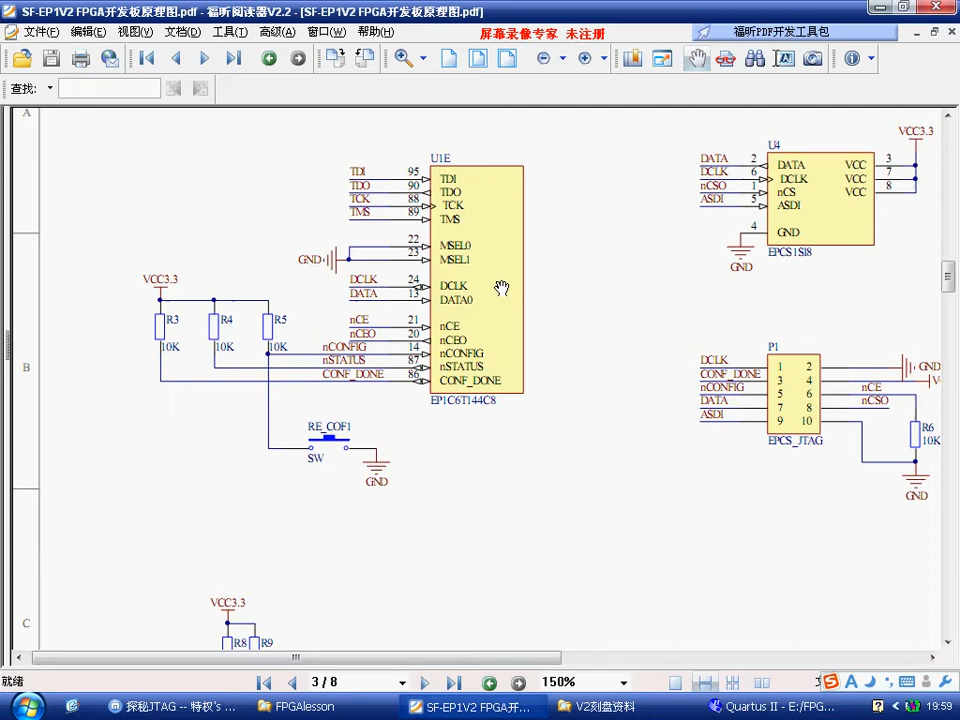 SF-EP1V2 FPGA开发板原理图.pdf - 福昕阅读器V2.2 - [SF-EP1V2 FPGA开发板原理图.pdf]
文件(F) 编辑(E) 视图(V) 文档(D) 工具(T) 高级(A) 窗口(W) 帮助(H)
屏幕录像专家 未注册
福昕PDF开发工具包
查找:
A
B
C
U1E
TDI 95 TDI
TDO 90 TDO
TCK 88 TCK
TMS 89 TMS
22 MSEL0
GND 23 MSEL1
DCLK 24 DCLK
DATA 13 DATA0
nCE 21 nCE
nCEO 20 nCEO
nCONFIG 14 nCONFIG
nSTATUS 87 nSTATUS
CONF_DONE 86 CONF_DONE
EP1C6T144C8
VCC3.3
R3 R4 R5
10K 10K 10K
RE_COF1
SW
GND
U4
VCC3.3
DATA 2 DATA VCC 3
DCLK 6 DCLK VCC 7
nCSO 1 nCS VCC 8
ASDI 5 ASDI
4 GND
GND
EPCS1SI8
P1
DCLK 1 2 GND
CONF_DONE 3 4
nCONFIG 5 6 nCE
DATA 7 8 nCSO
ASDI 9 10
EPCS_JTAG
R6
10K
GND
VCC3.3
R8 R9
就绪
3 / 8
150%
探秘JTAG -- 特权's ...
FPGAlesson
SF-EP1V2 FPGA开...
V2刻盘资料
Quartus II - E:/FPG...
19:59